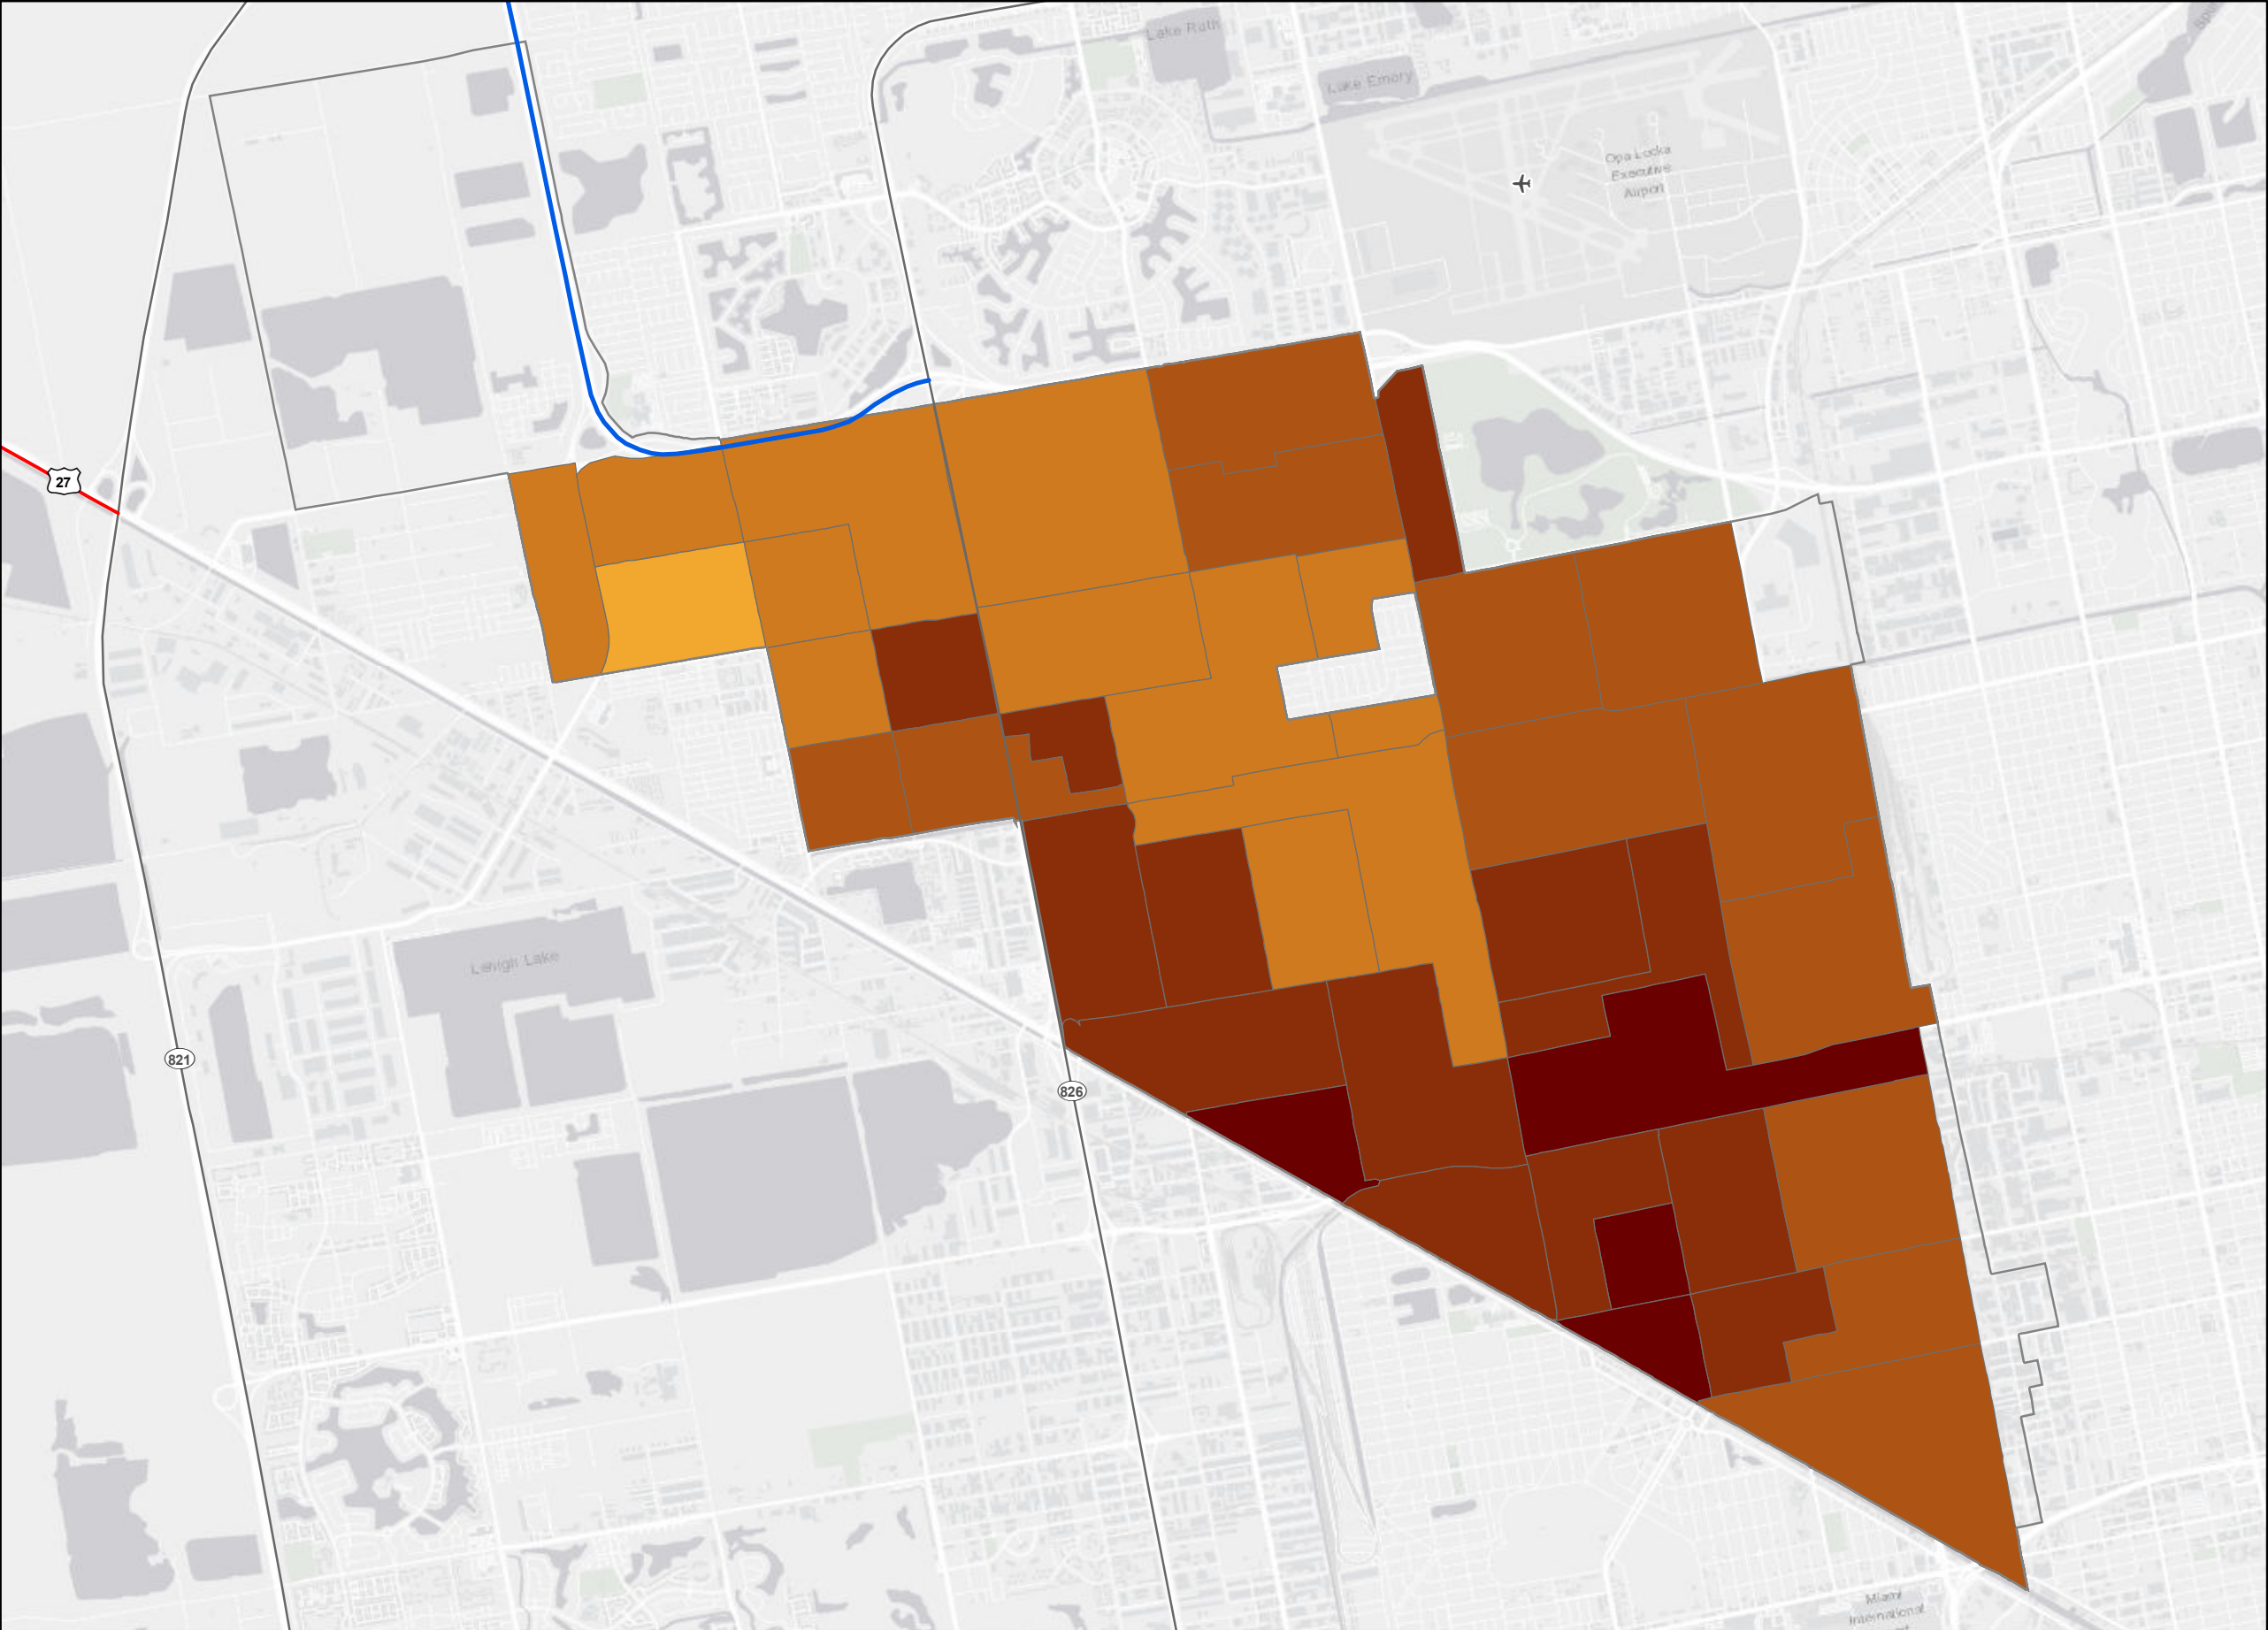 Lake Ruth
Lake Emory
Opa Locka
Executive
Airport
27
Lehigh Lake
821
826
Miami
International